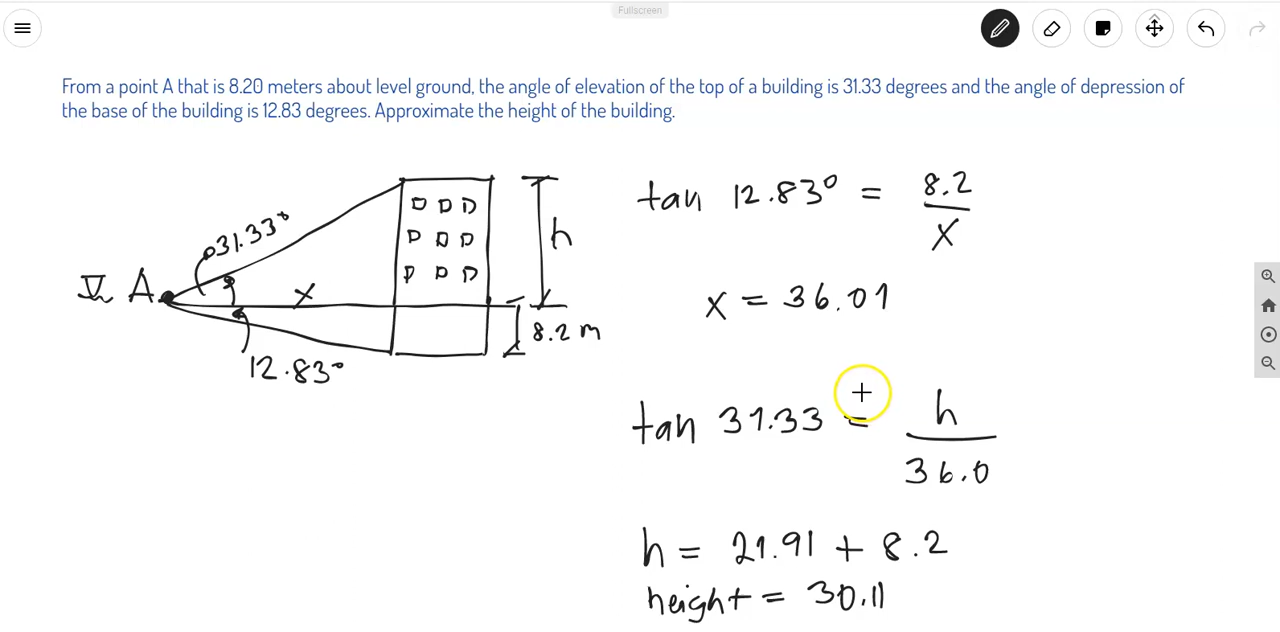 Fullscreen
From a point A that is 8.20 meters about level ground, the angle of elevation of the top of a building is 31.33 degrees and the angle of depression of
the base of the building is 12.83 degrees. Approximate the height of the building.
tan 12.83° = 8.2
x
31.33°
h
A
x
x = 36.01
8.2 m
12.83°
tan 31.33 = h
36.0
h = 21.91 + 8.2
height = 30.11